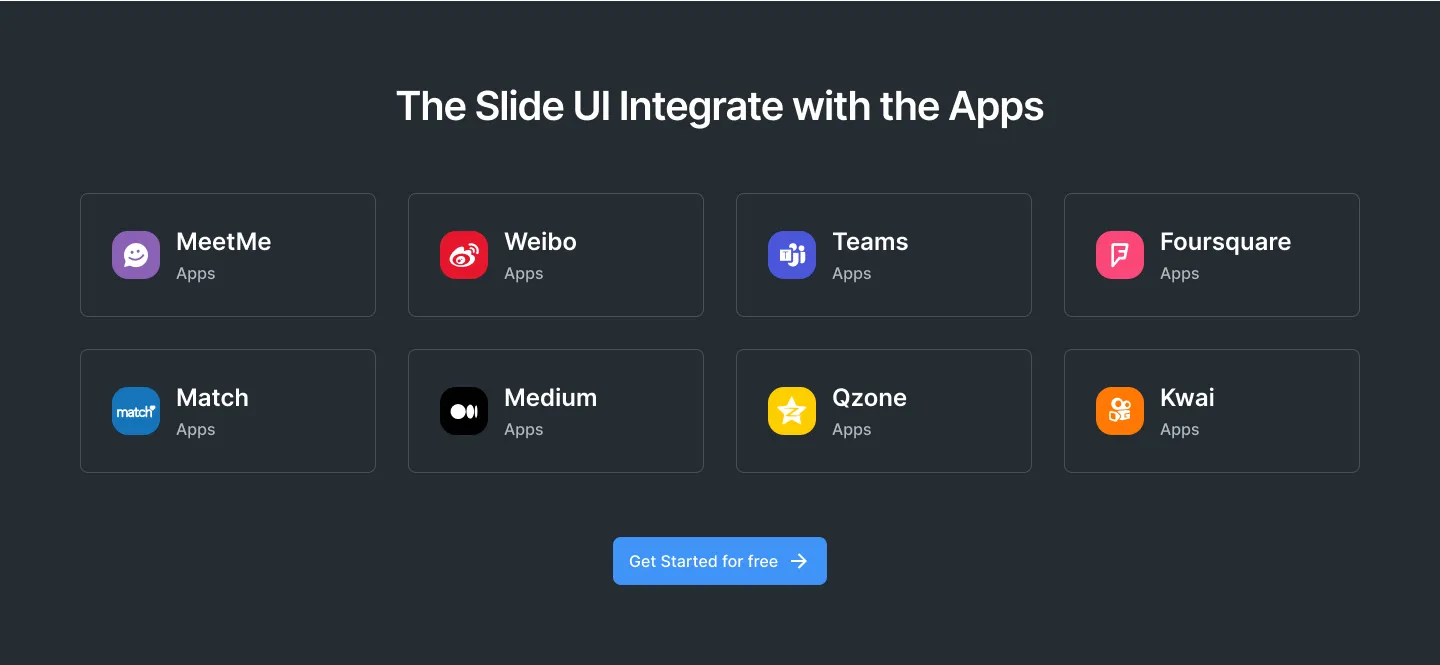 The Slide UI Integrate with the Apps
MeetMe
Apps
Weibo
Apps
Teams
Apps
Foursquare
Apps
match
Match
Apps
Medium
Apps
Qzone
Apps
Kwai
Apps
Get Started for free